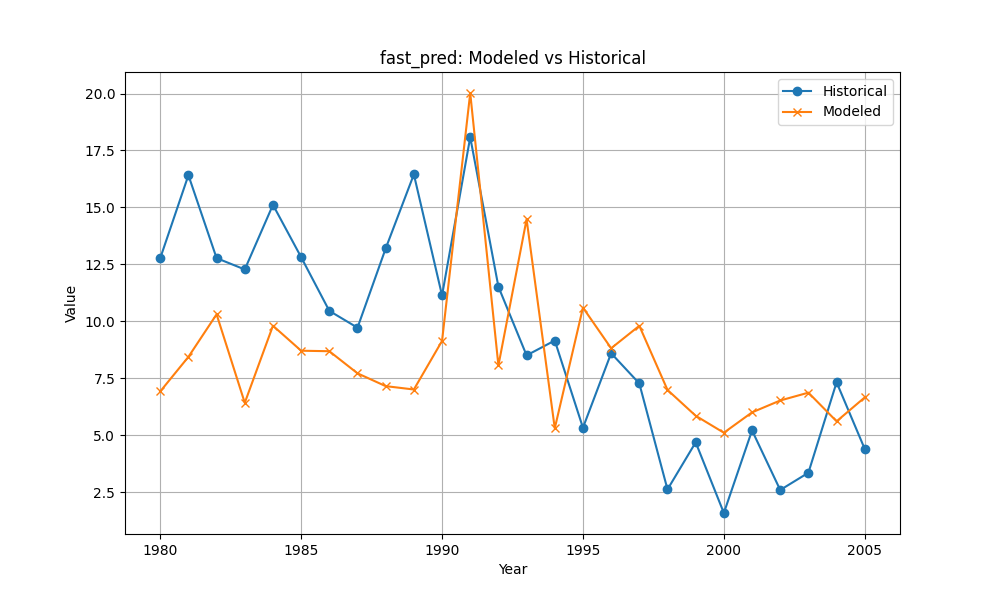 fast_pred: Modeled vs Historical
Historical
Modeled
Value
20.0
17.5
15.0
12.5
10.0
7.5
5.0
2.5
1980 1985 1990 1995 2000 2005
Year